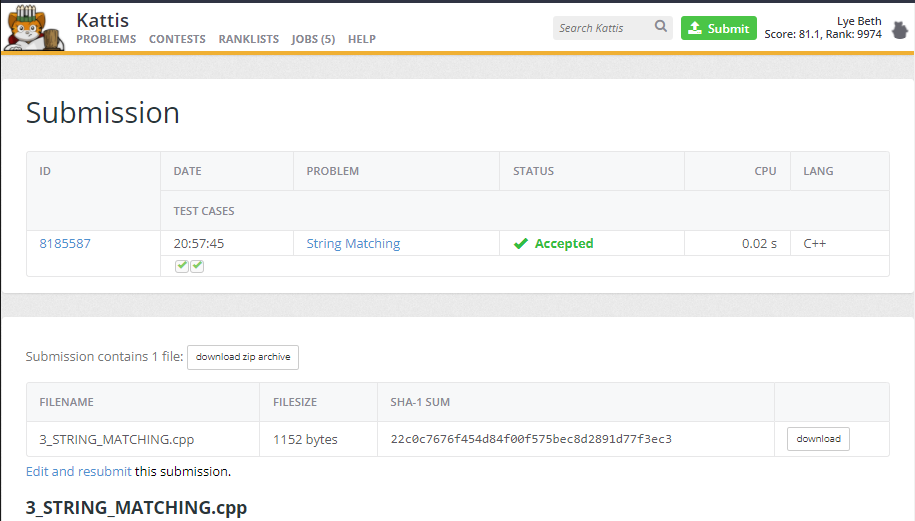 Kattis
PROBLEMS CONTESTS RANKLISTS JOBS (5) HELP
Search Kattis
Submit
Lye Beth
Score: 81.1, Rank: 9974
Submission
ID DATE PROBLEM STATUS CPU LANG
TEST CASES
8185587 20:57:45 String Matching Accepted 0.02 s C++
Submission contains 1 file: download zip archive
FILENAME FILESIZE SHA-1 SUM
3_STRING_MATCHING.cpp 1152 bytes 22c0c7676f454d84f00f575bec8d2891d77f3ec3 download
Edit and resubmit this submission.
3_STRING_MATCHING.cpp